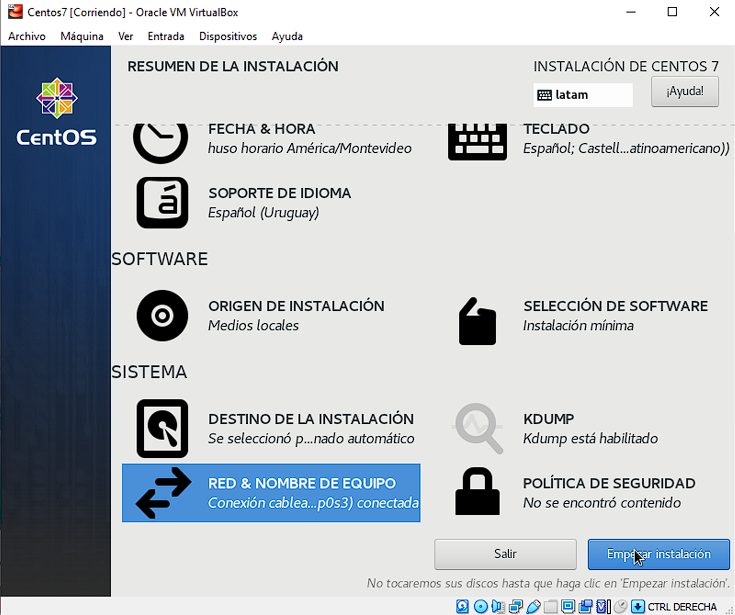 Centos7 [Corriendo] - Oracle VM VirtualBox
Archivo Máquina Ver Entrada Dispositivos Ayuda
RESUMEN DE LA INSTALACIÓN
INSTALACIÓN DE CENTOS 7
latam
¡Ayuda!
CentOS
FECHA & HORA
huso horario América/Montevideo
TECLADO
Español; Castell...atinoamericano))
á
SOPORTE DE IDIOMA
Español (Uruguay)
SOFTWARE
ORIGEN DE INSTALACIÓN
Medios locales
SELECCIÓN DE SOFTWARE
Instalación mínima
SISTEMA
DESTINO DE LA INSTALACIÓN
Se seleccionó p...nado automático
KDUMP
Kdump está habilitado
RED & NOMBRE DE EQUIPO
Conexión cablea...p0s3) conectada
POLÍTICA DE SEGURIDAD
No se encontró contenido
Salir
Empezar instalación
No tocaremos sus discos hasta que haga clic en 'Empezar instalación'.
CTRL DERECHA